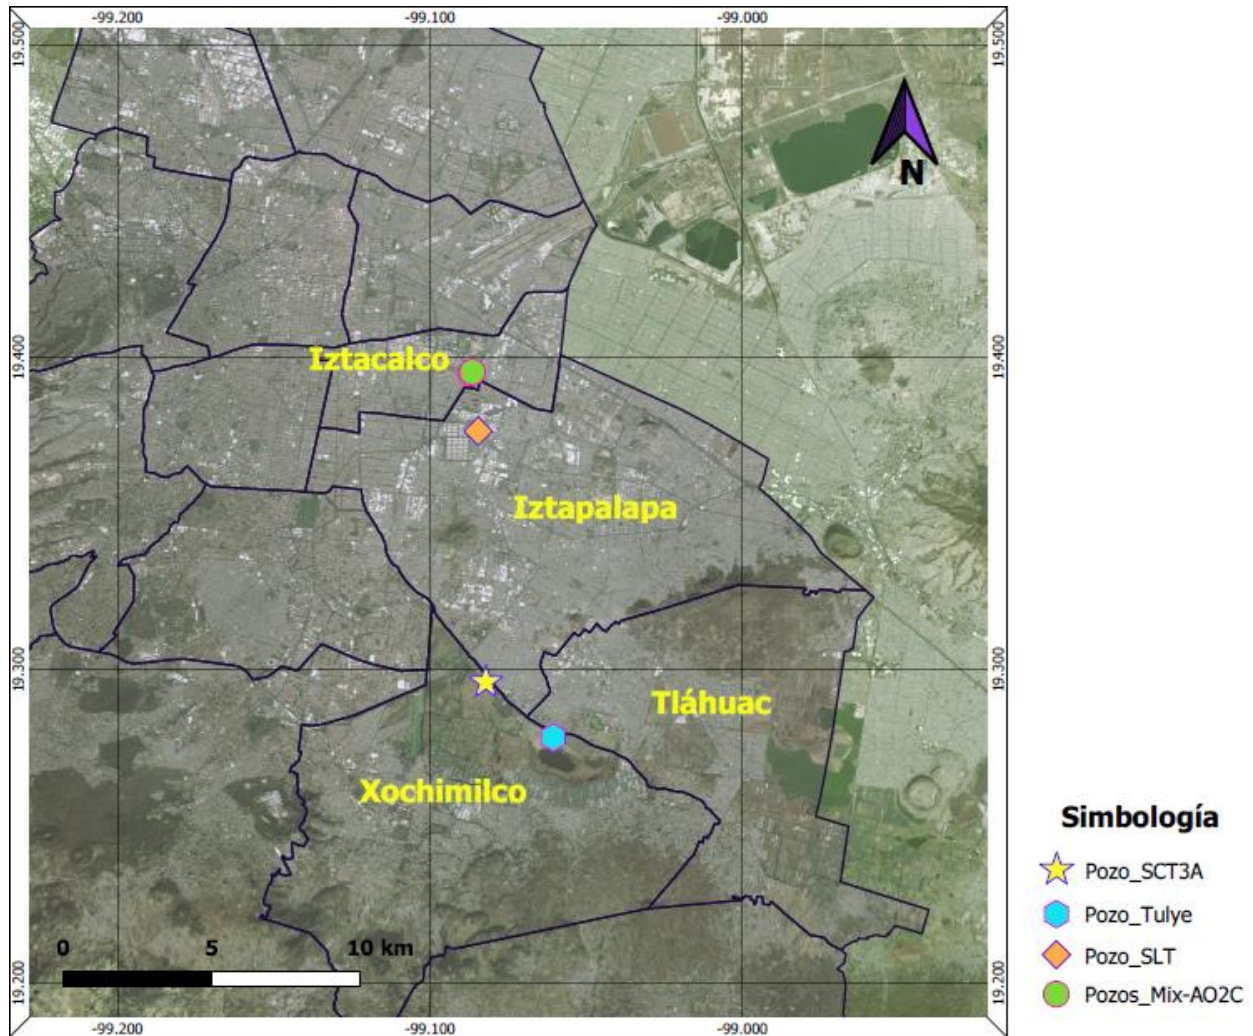 -99.200 -99.100 -99.000
19.500 19.500
N
Iztacalco
19.400 19.400
Iztapalapa
19.300 19.300
Tláhuac
Xochimilco
0 5 10 km
19.200 19.200
-99.200 -99.100 -99.000
Simbología
Pozo_SCT3A
Pozo_Tulye
Pozo_SLT
Pozos_Mix-AO2C